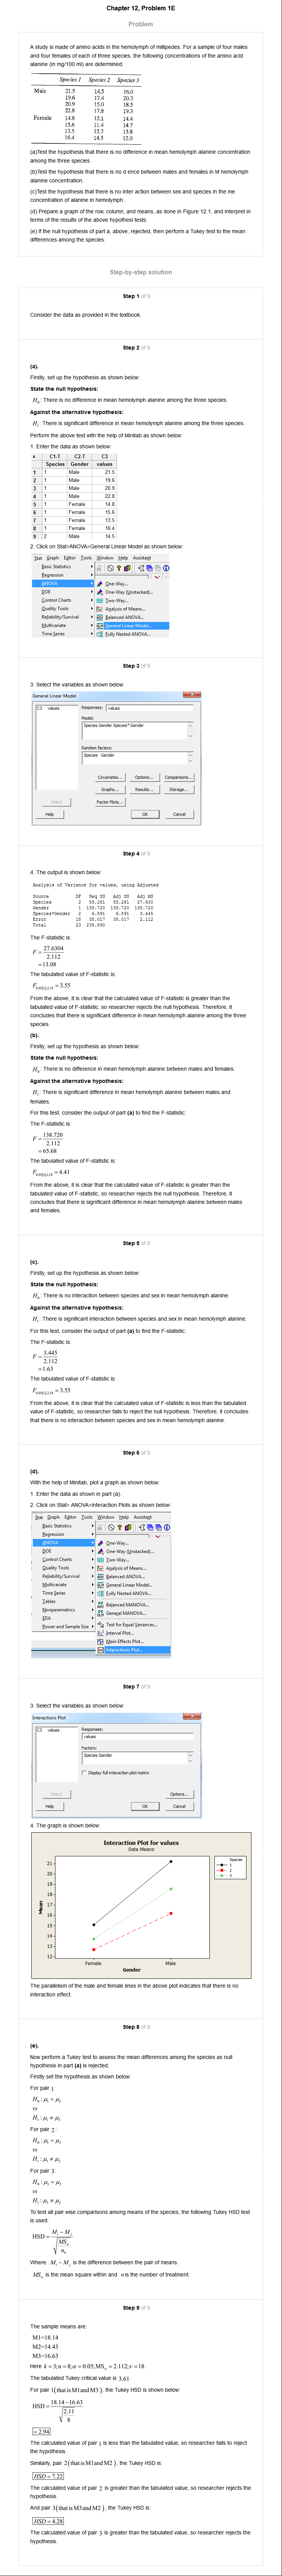 Chapter 12, Problem 1E
Problem
A study is made of amino acids in the hemolymph of millipedes. For a sample of four males
and four females of each of three species, the following concentrations of the amino acid
alanine (in mg/100 ml) are determined;
Species 1 Species 2 Species 3
Male 21.5 14.5 16.0
19.6 17.4 20.3
20.9 15.0 18.5
22.8 17.8 19.3
Female 14.8 12.1 14.4
15.6 11.4 14.7
13.5 12.7 13.8
16.4 14.5 12.0
(a)Test the hypothesis that there is no difference in mean hemolymph alanine concentration
among the three species.
(b)Test the hypothesis that there is no d ence between males and females in M hemolymph
alanine concentration.
(c)Test the hypothesis that there is no inter action between sex and species in the me
concentration of alanine in hemolymph.
(d) Prepare a graph of the row, column, and means, as done in Figure 12.1, and interpret in
terms of the results of the above hypothesis tests.
(e) if the null hypothesis of part a, above, rejected, then perform a Tukey test to the mean
differences among the species.
Step-by-step solution
Step 1 of 9
Consider the data as provided in the textbook.
Step 2 of 9
(a).
Firstly, set up the hypothesis as shown below:
State the null hypothesis:
H₀: There is no difference in mean hemolymph alanine among the three species.
Against the alternative hypothesis:
H₁: There is significant difference in mean hemolymph alanine among the three species.
Perform the above test with the help of Minitab as shown below:
1. Enter the data as shown below:
C1-T C2-T C3
Species Gender values
1 1 Male 21.5
2 1 Male 19.6
3 1 Male 20.9
4 1 Male 22.8
5 1 Female 14.8
6 1 Female 15.6
7 1 Female 13.5
8 1 Female 16.4
9 2 Male 14.5
2. Click on Stat>ANOVA>General Linear Model as shown below:
Stat Graph Editor Tools Window Help Assistant
Basic Statistics
Regression
ANOVA One-Way...
DOE One-Way (Unstacked)...
Control Charts Two-Way...
Quality Tools Analysis of Means...
Reliability/Survival Balanced ANOVA...
Multivariate General Linear Model...
Time Series Fully Nested ANOVA...
Step 3 of 9
3. Select the variables as shown below:
General Linear Model
C3 values Responses: values
Model:
Species Gender Species* Gender
Random factors:
Species Gender
Covariates... Options... Comparisons...
Graphs... Results... Storage...
Select Factor Plots...
Help OK Cancel
Step 4 of 9
4. The output is shown below:
Analysis of Variance for values, using Adjusted
Source DF Seq SS Adj SS Adj MS
Species 2 55.261 55.261 27.630
Gender 1 138.720 138.720 138.720
Species*Gender 2 6.891 6.891 3.445
Error 18 38.017 38.017 2.112
Total 23 238.890
The F-statistic is:
F = 27.6304 / 2.112
=13.08
The tabulated value of F-statistic is:
F₀.₀₅(₁),₂,₁₈ = 3.55
From the above, it is clear that the calculated value of F-statistic is greater than the
tabulated value of F-statistic, so researcher rejects the null hypothesis. Therefore, it
concludes that there is significant difference in mean hemolymph alanine among the three
species.
(b).
Firstly, set up the hypothesis as shown below:
State the null hypothesis:
H₀: There is no difference in mean hemolymph alanine between males and females.
Against the alternative hypothesis:
H₁: There is significant difference in mean hemolymph alanine between males and
females.
For this test, consider the output of part (a) to find the F-statistic:
The F-statistic is:
F = 138.720 / 2.112
= 65.68
The tabulated value of F-statistic is:
F₀.₀₅(₁),₁,₁₈ = 4.41
From the above, it is clear that the calculated value of F-statistic is greater than the
tabulated value of F-statistic, so researcher rejects the null hypothesis. Therefore, it
concludes that there is significant difference in mean hemolymph alanine between males
and females.
Step 5 of 9
(c).
Firstly, set up the hypothesis as shown below:
State the null hypothesis:
H₀: There is no interaction between species and sex in mean hemolymph alanine.
Against the alternative hypothesis:
H₁: There is significant interaction between species and sex in mean hemolymph alanine.
For this test, consider the output of part (a) to find the F-statistic:
The F-statistic is:
F = 3.445 / 2.112
=1.63
The tabulated value of F-statistic is:
F₀.₀₅(₁),₂,₁₈ = 3.55
From the above, it is clear that the calculated value of F-statistic is less than the tabulated
value of F-statistic, so researcher fails to reject the null hypothesis. Therefore, it concludes
that there is no interaction between species and sex in mean hemolymph alanine.
Step 6 of 9
(d).
With the help of Minitab, plot a graph as shown below:
1. Enter the data as shown in part (a).
2. Click on Stat> ANOVA>Interaction Plots as shown below:
Stat Graph Editor Tools Window Help Assistant
Basic Statistics
Regression
ANOVA One-Way...
DOE One-Way (Unstacked)...
Control Charts Two-Way...
Quality Tools Analysis of Means...
Reliability/Survival Balanced ANOVA...
Multivariate General Linear Model...
Time Series Fully Nested ANOVA...
Tables Balanced MANOVA...
Nonparametrics General MANOVA...
EDA Test for Equal Variances...
Power and Sample Size Interval Plot...
Main Effects Plot...
Interactions Plot...
Step 7 of 9
3. Select the variables as shown below:
Interactions Plot
C3 values Responses:
values
Factors:
Species Gender
Display full interaction plot matrix
Select Options...
Help OK Cancel
4. The graph is shown below:
Interaction Plot for values
Data Means
Species
1
2
3
21
20
19
18
17
16
15
14
13
12
Mean
Female Male
Gender
The parallelism of the male and female lines in the above plot indicates that there is no
interaction effect.
Step 8 of 9
(e).
Now perform a Tukey test to assess the mean differences among the species as null
hypothesis in part (a) is rejected.
Firstly set the hypothesis as shown below:
For pair 1:
H₀ : μ₁ = μ₃
vs
H₁ : μ₁ ≠ μ₃
For pair 2:
H₀ : μ₁ = μ₂
vs
H₁ : μ₁ ≠ μ₂
For pair 3:
H₀ : μ₃ = μ₂
vs
H₁ : μ₃ ≠ μ₂
To test all pair wise comparisons among means of the species, the following Tukey HSD test
is used:
HSD = (Mᵢ − Mⱼ) / √(MSw / nₕ)
Where Mᵢ − Mⱼ is the difference between the pair of means.
MSw is the mean square within and n is the number of treatment.
Step 9 of 9
The sample means are:
M1=18.14
M2=14.43
M3=16.63
Here k = 3; n = 8; α = 0.05; MSw = 2.112; ν = 18.
The tabulated Tukey critical value is 3.61.
For pair 1(that is M1and M3), the Tukey HSD is shown below:
HSD = (18.14−16.63) / √(2.11 / 8)
= 2.94
The calculated value of pair 1 is less than the tabulated value, so researcher fails to reject
the hypothesis.
Similarly, pair 2(that is M1and M2), the Tukey HSD is:
HSD = 7.22
The calculated value of pair 2 is greater than the tabulated value, so researcher rejects the
hypothesis.
And pair 3(that is M3and M2), the Tukey HSD is:
HSD = 4.28
The calculated value of pair 3 is greater than the tabulated value, so researcher rejects the
hypothesis.